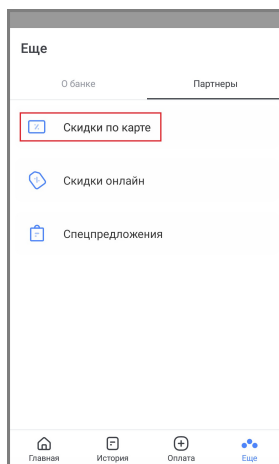 Еще
О банке Партнеры
Скидки по карте
Скидки онлайн
Спецпредложения
Главная История Оплата Еще